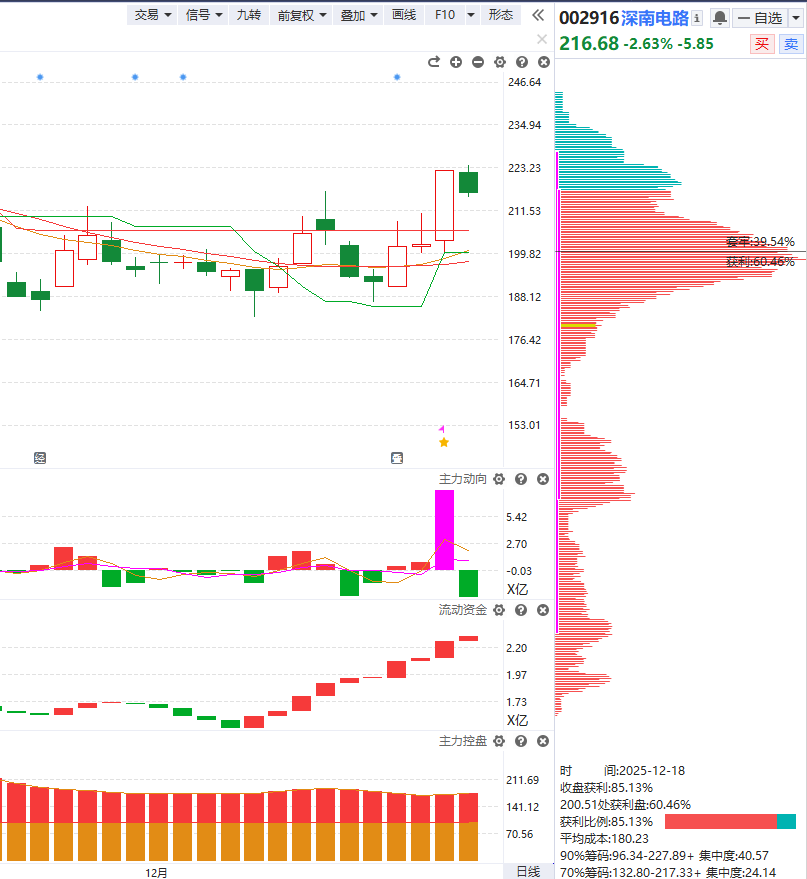 交易 信号 九转 前复权 叠加 画线 F10 形态
002916 深南电路 自选
216.68 -2.63% -5.85 买 卖
246.64
234.94
223.23
211.53
199.82
188.12
176.42
164.71
153.01
套牢:39.54%
获利:60.46%
主力动向
5.42
2.70
-0.03
X亿
流动资金
2.20
1.97
1.73
X亿
主力控盘
211.69
141.12
70.56
12月 日线
时 间:2025-12-18
收盘获利:85.13%
200.51处获利盘:60.46%
获利比例:85.13%
平均成本:180.23
90%筹码:96.34-227.89+ 集中度:40.57
70%筹码:132.80-217.33+ 集中度:24.14